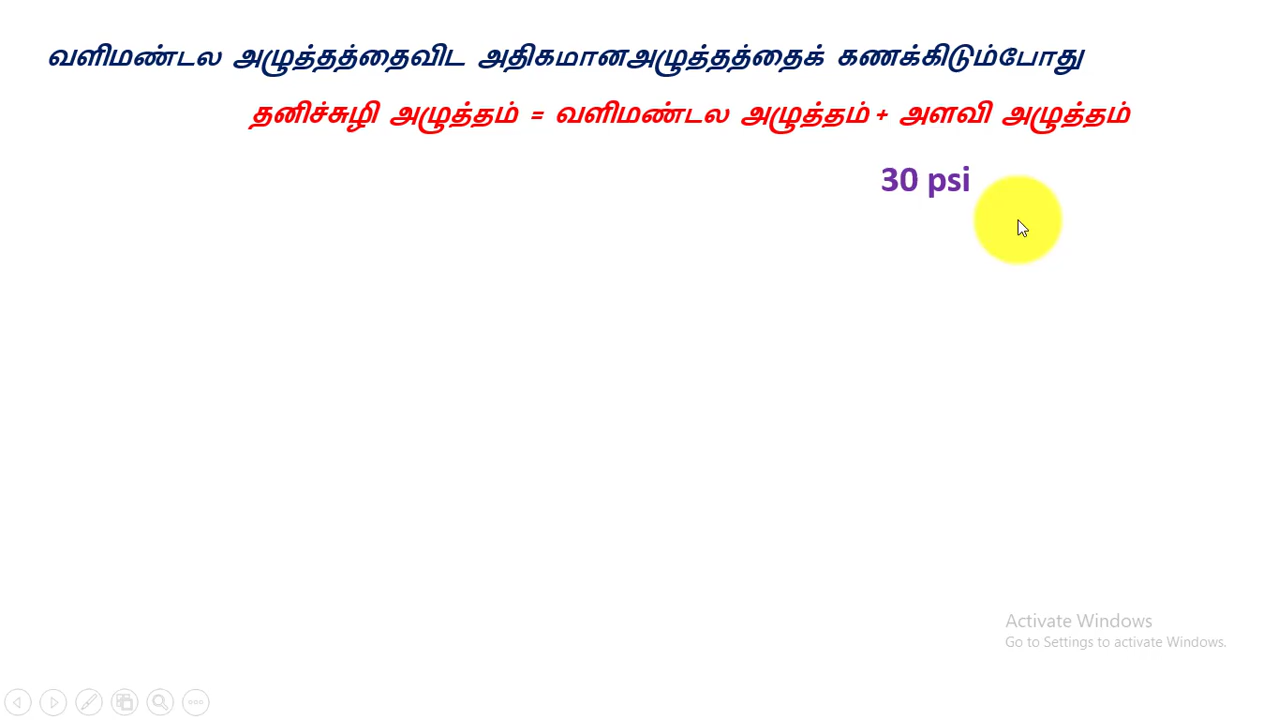 வளிமண்டல அழுத்தத்தைவிட அதிகமானஅழுத்தத்தைக் கணக்கிடும்போது
தனிச்சுழி அழுத்தம் = வளிமண்டல அழுத்தம் + அளவி அழுத்தம்
30 psi
Activate Windows
Go to Settings to activate Windows.